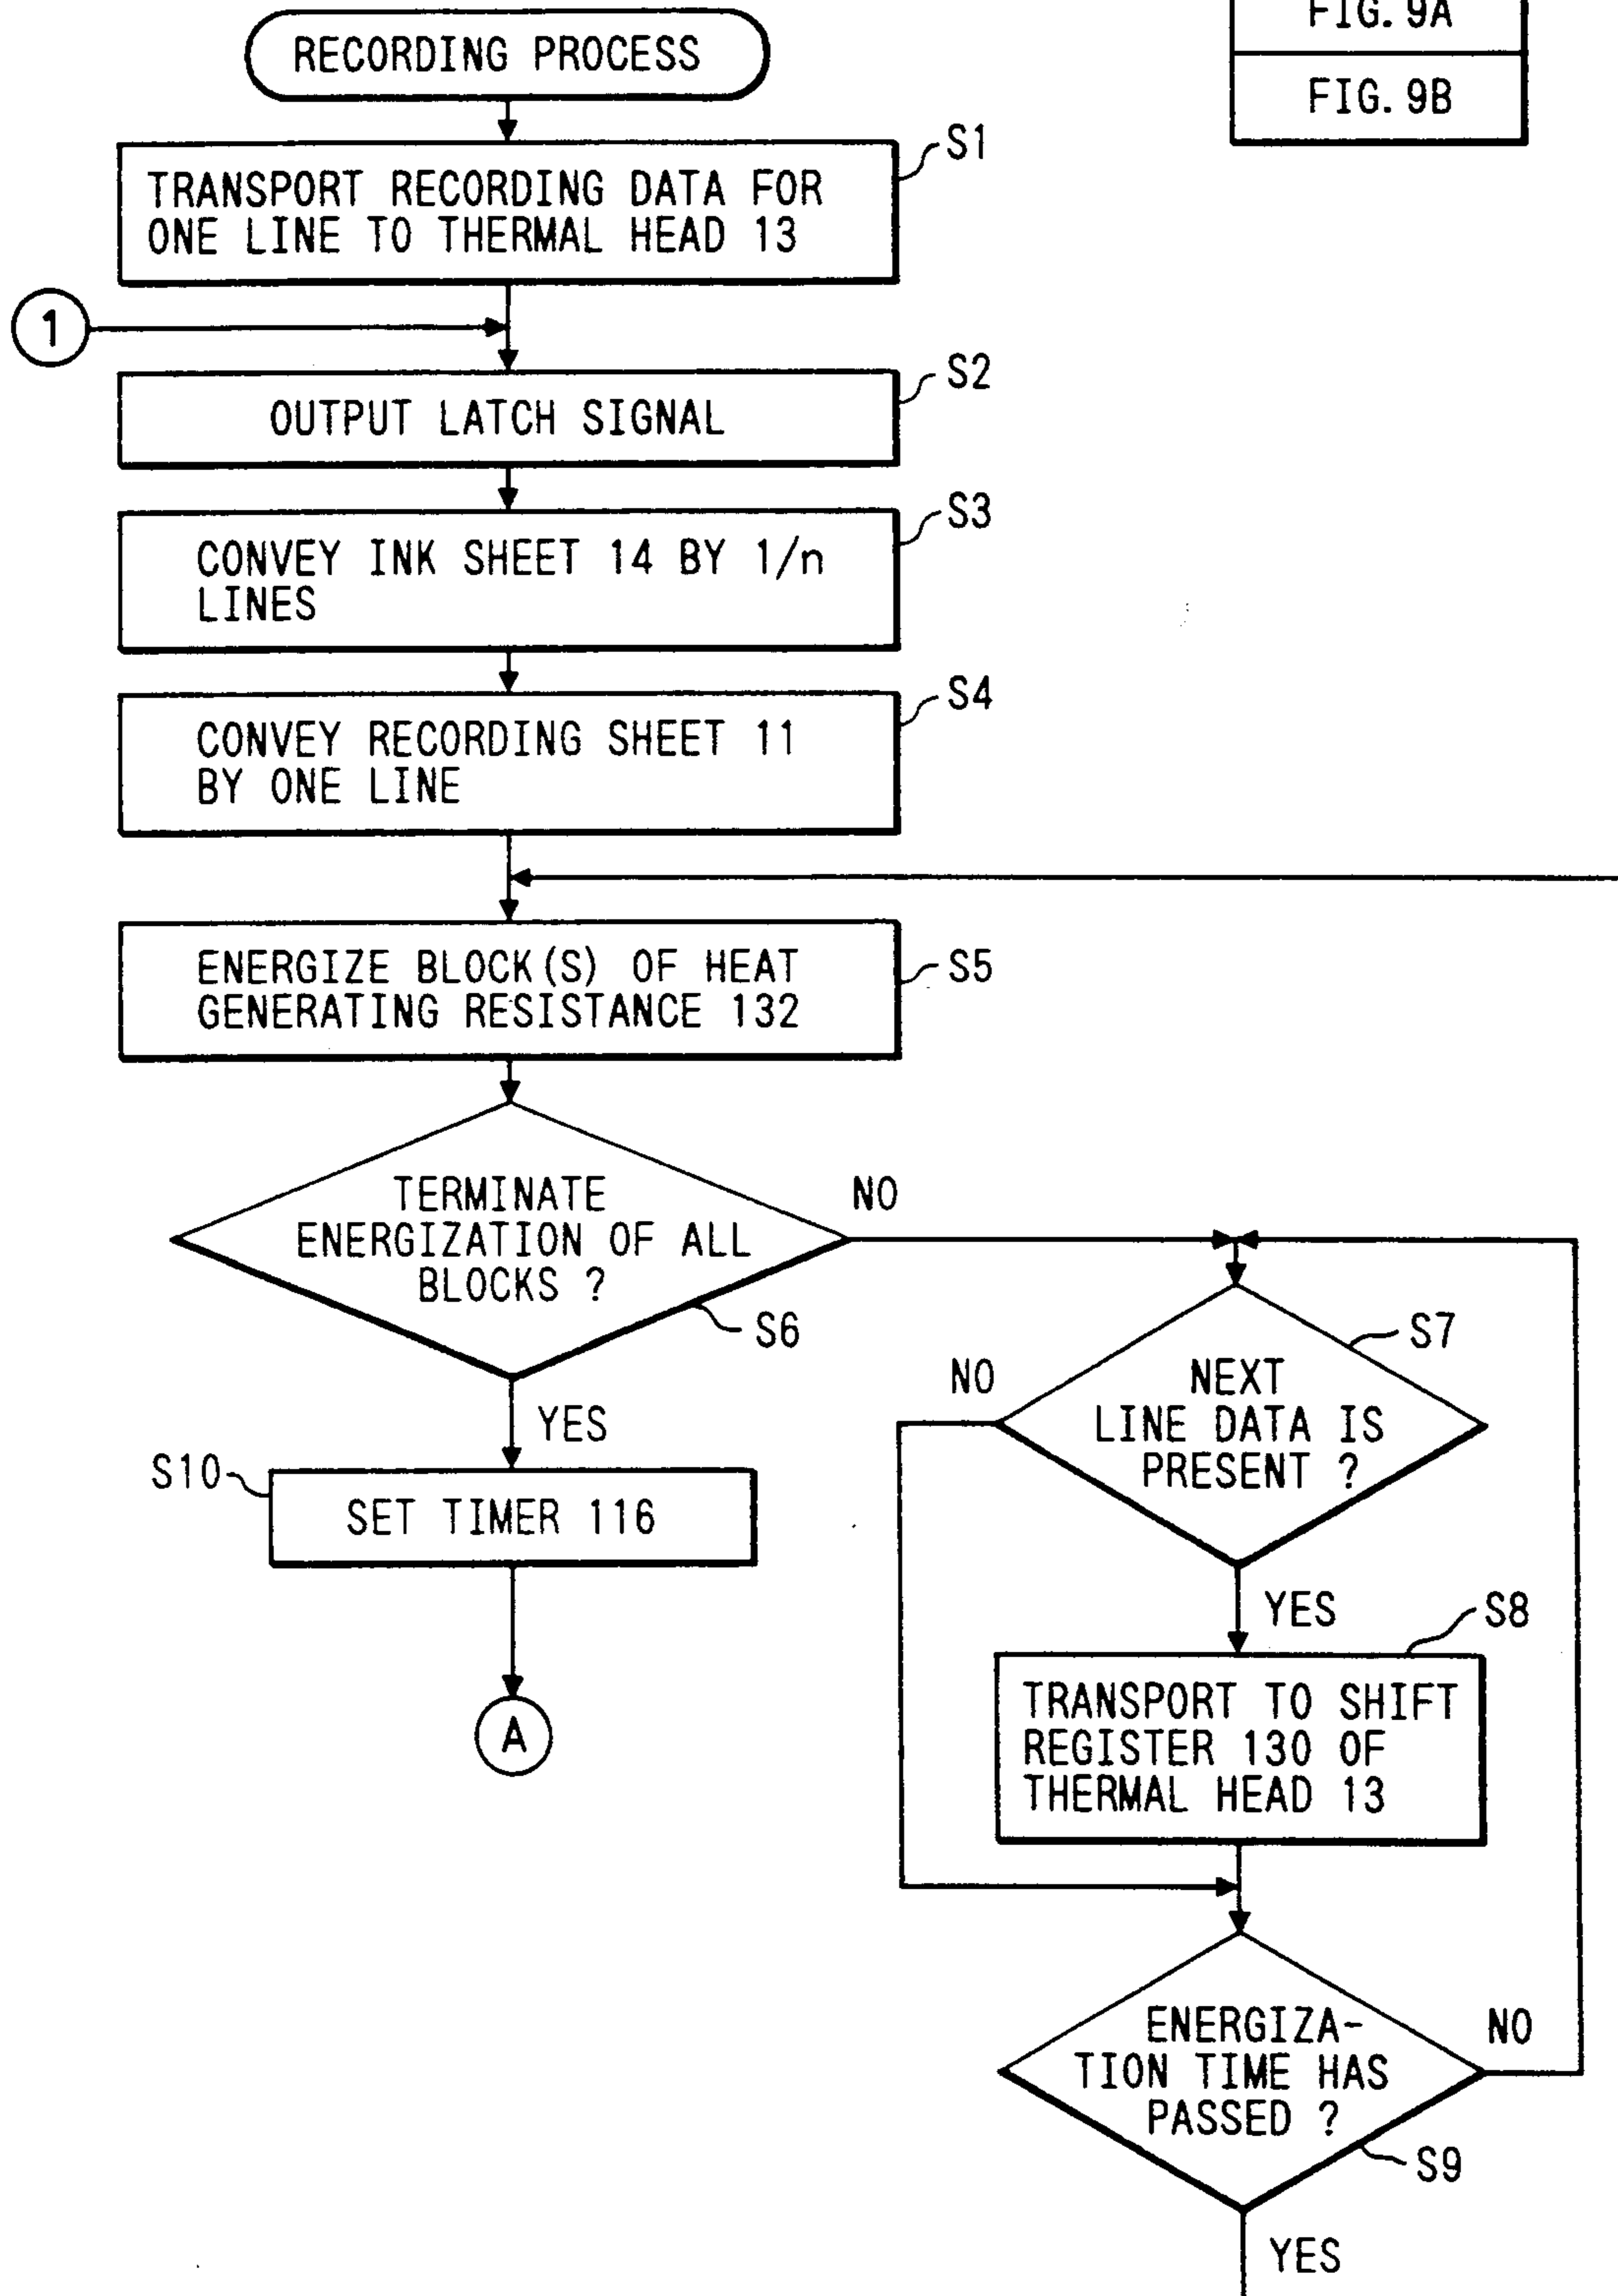 FIG. 9A
FIG. 9B
RECORDING PROCESS
S1
TRANSPORT RECORDING DATA FOR
ONE LINE TO THERMAL HEAD 13
1
S2
OUTPUT LATCH SIGNAL
S3
CONVEY INK SHEET 14 BY 1/n
LINES
S4
CONVEY RECORDING SHEET 11
BY ONE LINE
S5
ENERGIZE BLOCK(S) OF HEAT
GENERATING RESISTANCE 132
TERMINATE
ENERGIZATION OF ALL
BLOCKS ?
NO
S6
YES
S10
SET TIMER 116
A
S7
NO
NEXT
LINE DATA IS
PRESENT ?
YES
S8
TRANSPORT TO SHIFT
REGISTER 130 OF
THERMAL HEAD 13
ENERGIZA-
TION TIME HAS
PASSED ?
NO
S9
YES